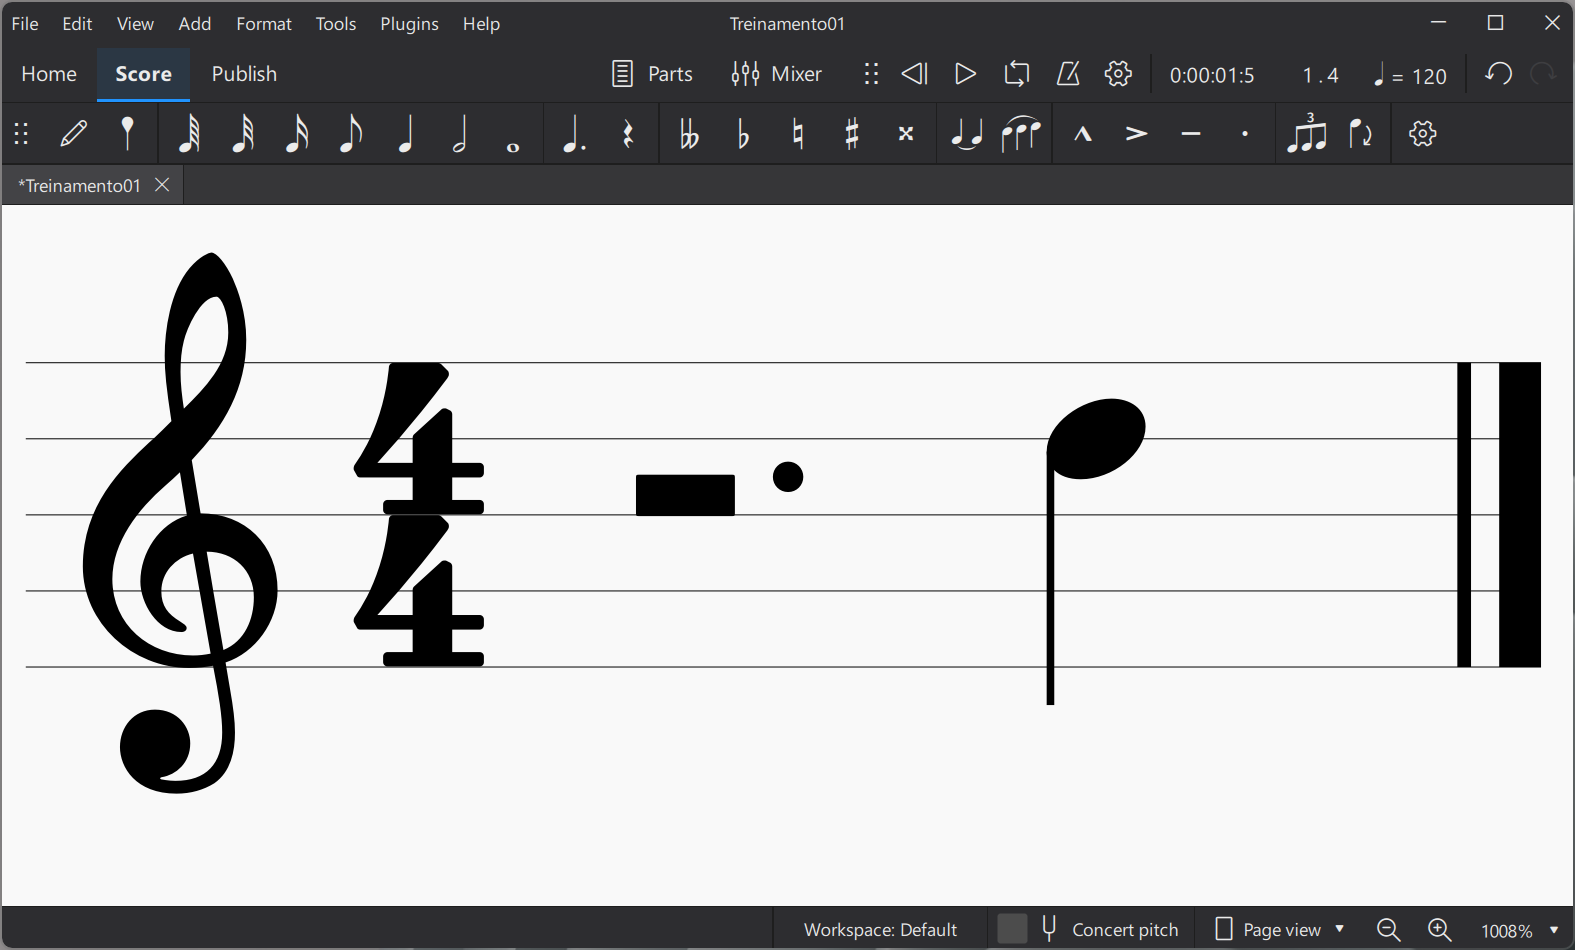 File Edit View Add Format Tools Plugins Help Treinamento01
Home Score Publish Parts Mixer 0:00:01:5 1 . 4 = 120
3
*Treinamento01
4
4
Workspace: Default Concert pitch Page view 1008%